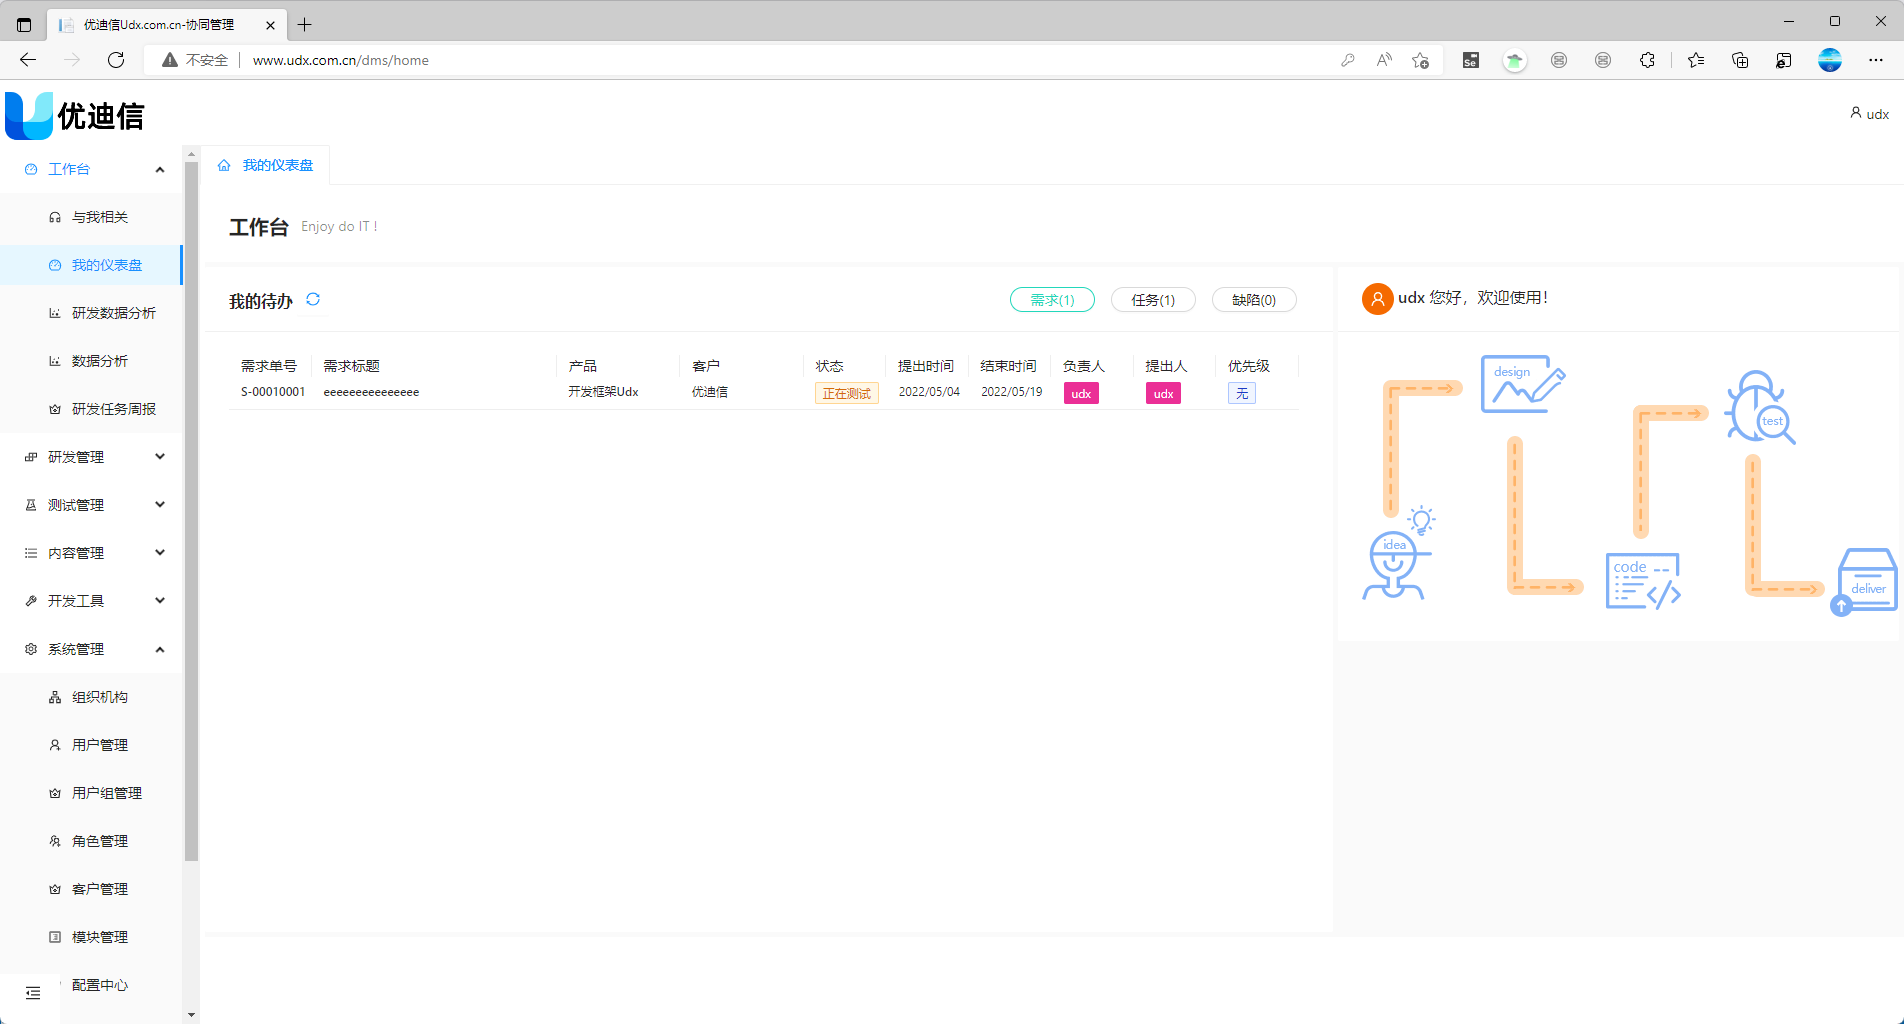 优迪信Udx.com.cn-协同管理
不安全
www.udx.com.cn/dms/home
Se
优迪信
udx
工作台
与我相关
我的仪表盘
研发数据分析
数据分析
研发任务周报
研发管理
测试管理
内容管理
开发工具
系统管理
组织机构
用户管理
用户组管理
角色管理
客户管理
模块管理
配置中心
我的仪表盘
工作台 Enjoy do IT !
我的待办
需求(1) 任务(1) 缺陷(0)
需求单号 需求标题 产品 客户 状态 提出时间 结束时间 负责人 提出人 优先级
S-00010001 eeeeeeeeeeeeeee 开发框架Udx 优迪信 正在测试 2022/05/04 2022/05/19 udx udx 无
udx 您好，欢迎使用！
design
test
idea
code
deliver